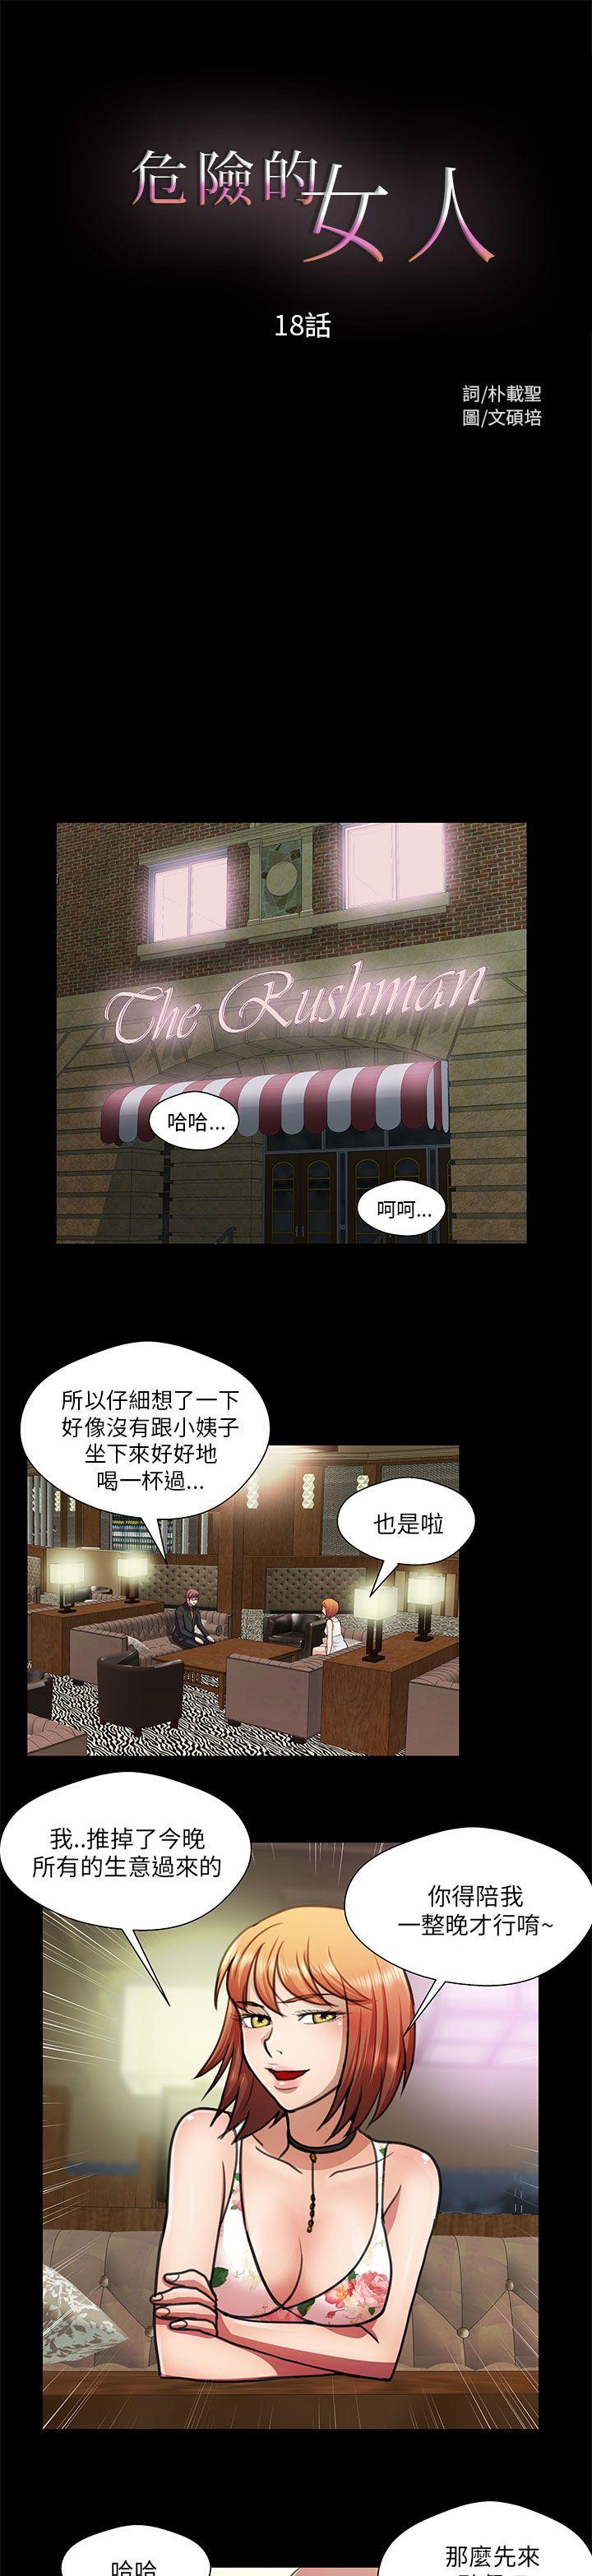 危險的女人
18話
詞/朴載聖
圖/文碩培
The Rushman
哈哈...
呵呵...
所以仔細想了一下
好像沒有跟小姨子
坐下來好好地
喝一杯過...
也是啦
我..推掉了今晚
所有的生意過來的
你得陪我
一整晚才行唷~
哈哈
那麼先來